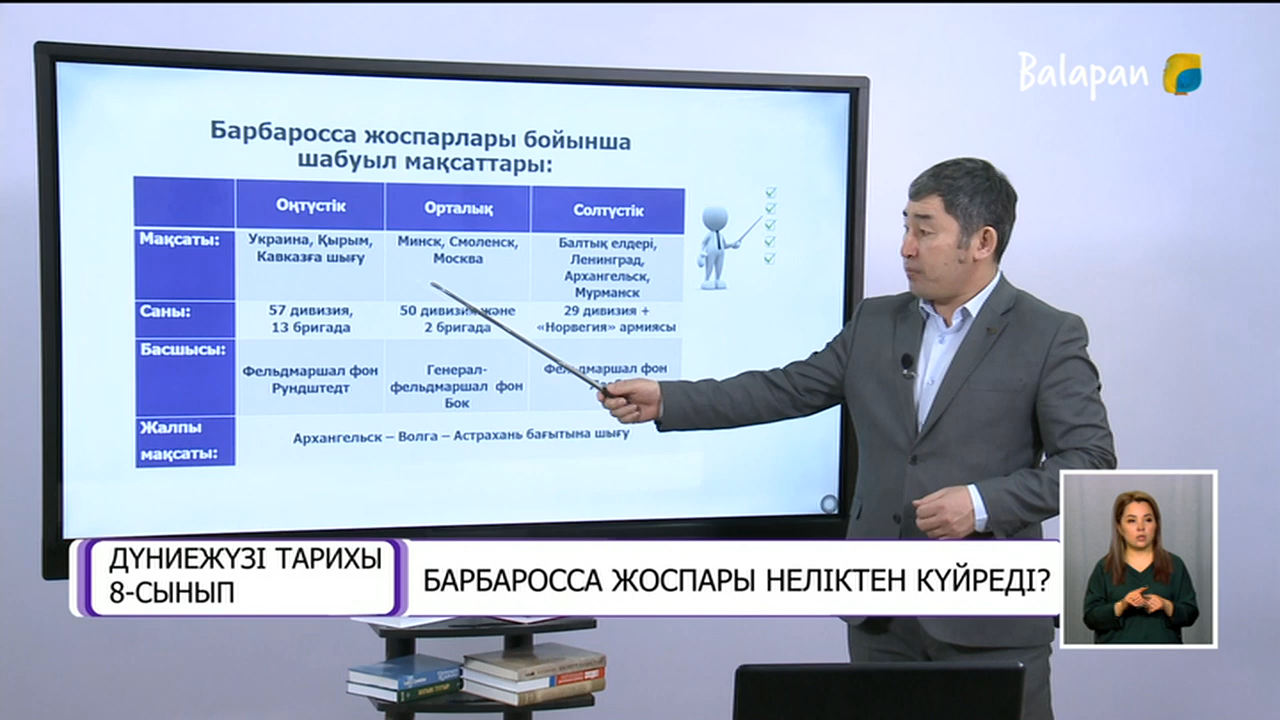 Balapan
Барбаросса жоспарлары бойынша
шабуыл мақсаттары:
Оңтүстік
Орталық
Солтүстік
Мақсаты:
Украина, Қырым,
Кавказға шығу
Минск, Смоленск,
Москва
Балтық елдері,
Ленинград,
Архангельск,
Мурманск
Саны:
57 дивизия,
13 бригада
50 дивизия және
2 бригада
29 дивизия +
«Норвегия» армиясы
Басшысы:
Фельдмаршал фон
Рундштедт
Генерал-
фельдмаршал фон
Бок
Фельдмаршал фон
Жалпы
мақсаты:
Архангельск – Волга – Астрахань бағытына шығу
ДҮНИЕЖҮЗІ ТАРИХЫ
8-СЫНЫП
БАРБАРОССА ЖОСПАРЫ НЕЛІКТЕН КҮЙРЕДІ?